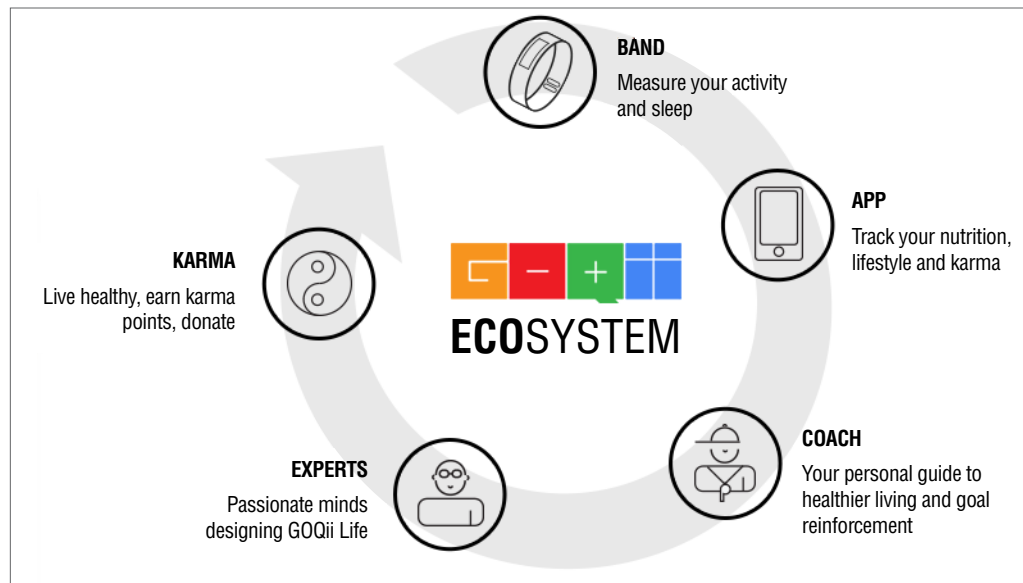 BAND
Measure your activity
and sleep
APP
Track your nutrition,
lifestyle and karma
COACH
Your personal guide to
healthier living and goal
reinforcement
EXPERTS
Passionate minds
designing GOQii Life
KARMA
Live healthy, earn karma
points, donate
GOQii
ECOSYSTEM